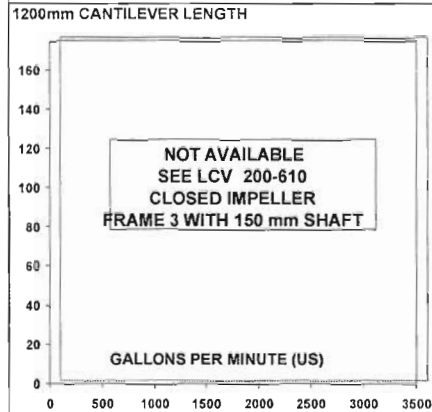 1200mm CANTILEVER LENGTH
160
140
120
100
80
60
40
20
0
NOT AVAILABLE
SEE LCV 200-610
CLOSED IMPELLER
FRAME 3 WITH 150 mm SHAFT
GALLONS PER MINUTE (US)
0 500 1000 1500 2000 2500 3000 3500